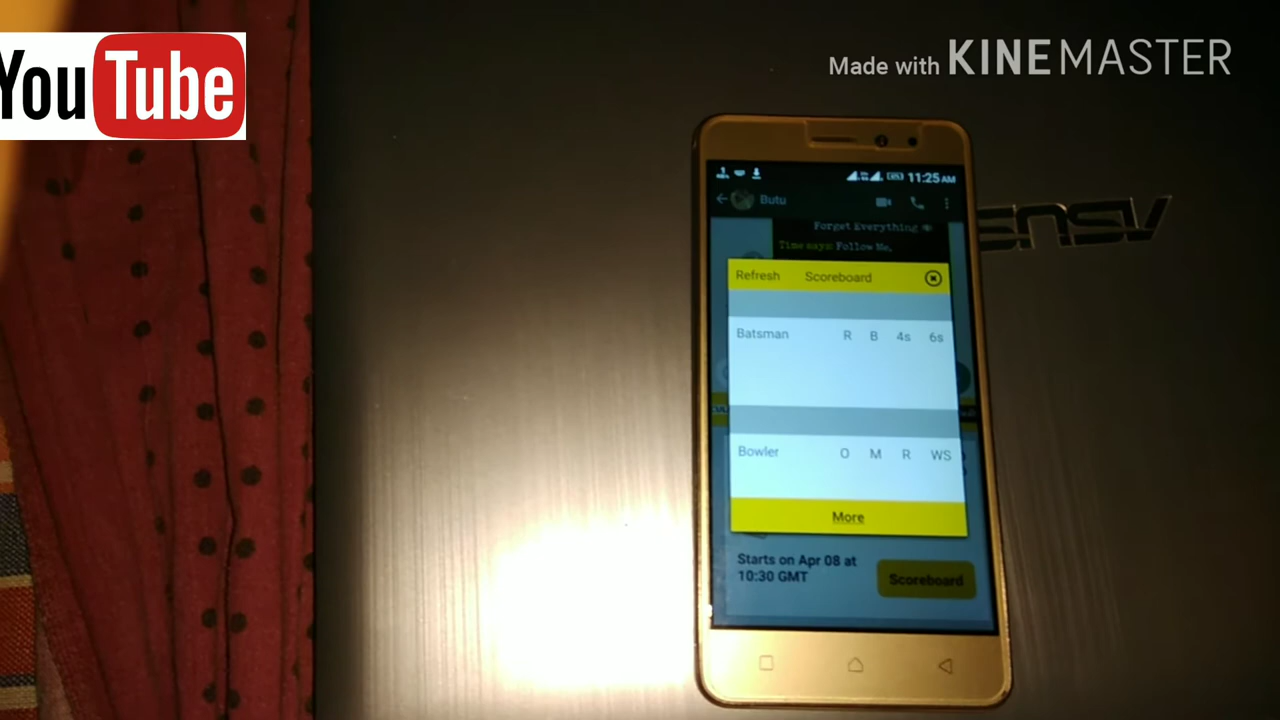 YouTube
Made with KINEMASTER
11:25 AM
Butu
Forget Everything
Time says: Follow Me.
Refresh Scoreboard
Batsman R B 4s 6s
Bowler O M R WS
More
Starts on Apr 08 at
10:30 GMT
Scoreboard
ASUS